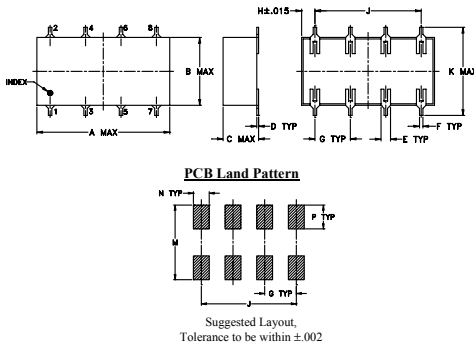 H±.015
J
2 4 6 8
B MAX
K MAX
INDEX
1 3 5 7
A MAX
C MAX
D TYP
G TYP
E TYP
F TYP
PCB Land Pattern
N TYP
P TYP
M
G TYP
J
Suggested Layout,
Tolerance to be within ±.002